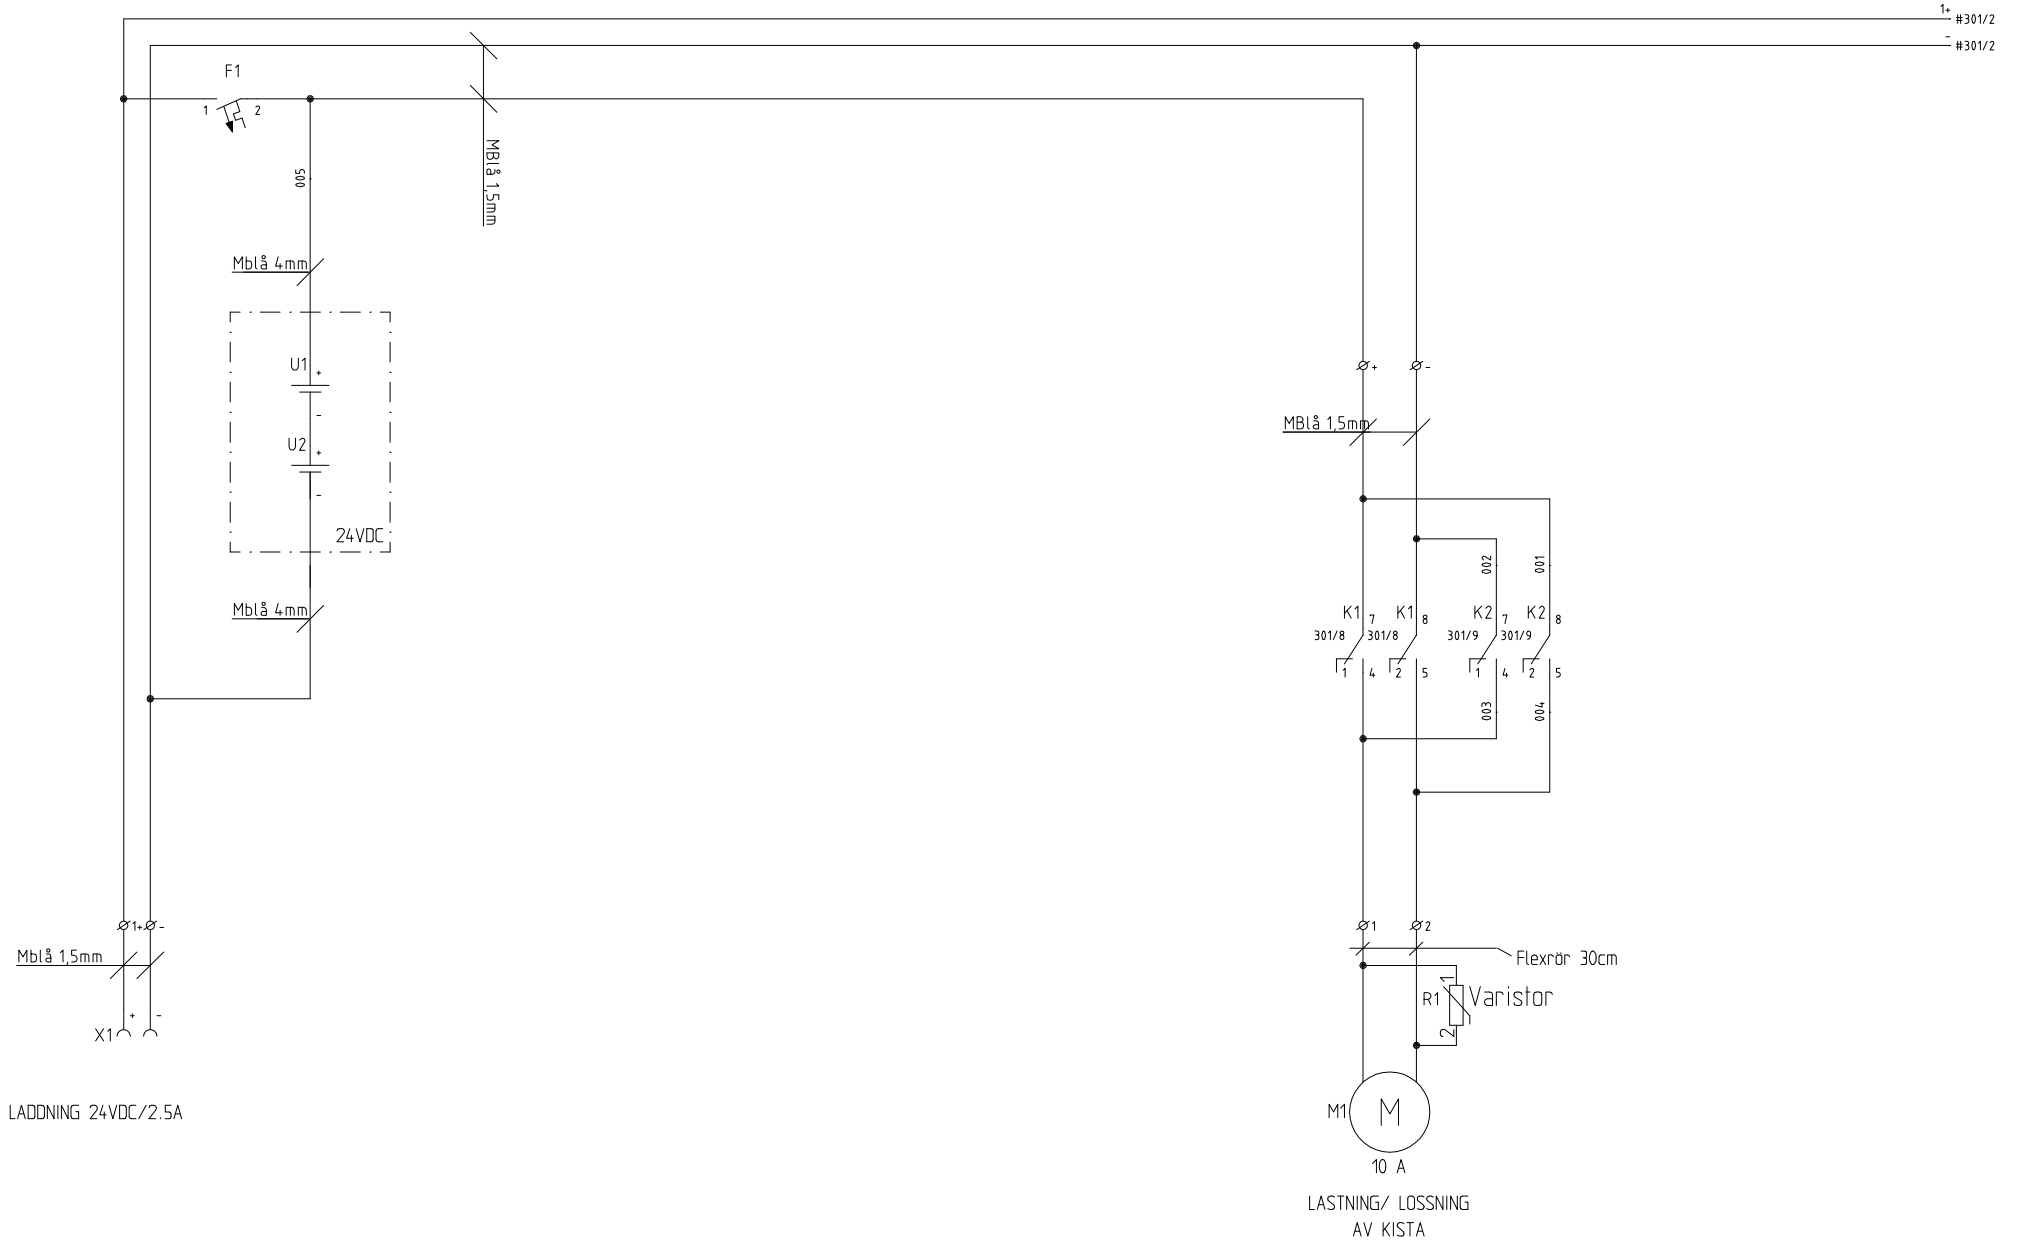 1+ #301/2
- #301/2
F1
1 2
MBlå 1,5mm
005
Mblå 4mm
U1 +
-
U2 +
-
24VDC
Mblå 4mm
+ -
MBlå 1,5mm
002 001
K1 7 K1 8 K2 7 K2 8
301/8 301/8 301/9 301/9
1 4 2 5 1 4 2 5
003 004
1+ -
Mblå 1,5mm
+ -
X1
LADDNING 24VDC/2.5A
1 2
Flexrör 30cm
1
R1 Varistor
2
M1 M
10 A
LASTNING/ LOSSNING
AV KISTA